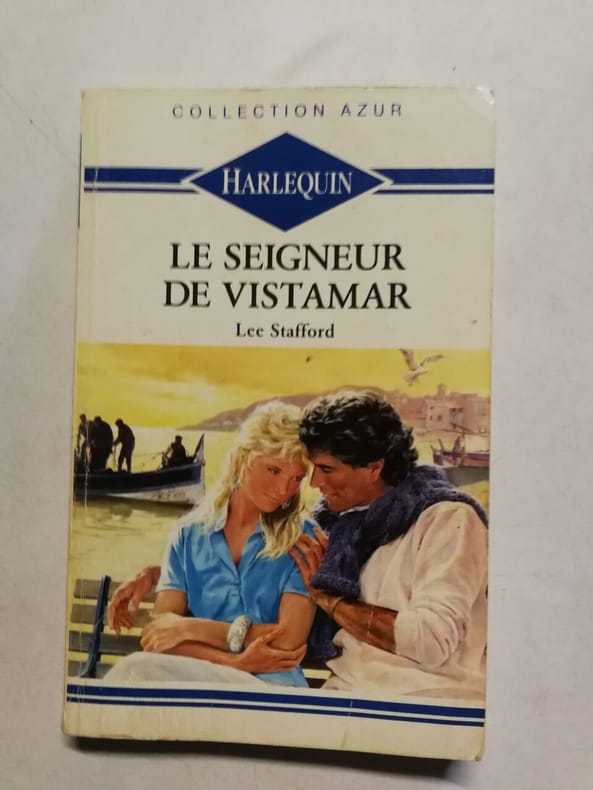 COLLECTION AZUR
HARLEQUIN
LE SEIGNEUR
DE VISTAMAR
Lee Stafford